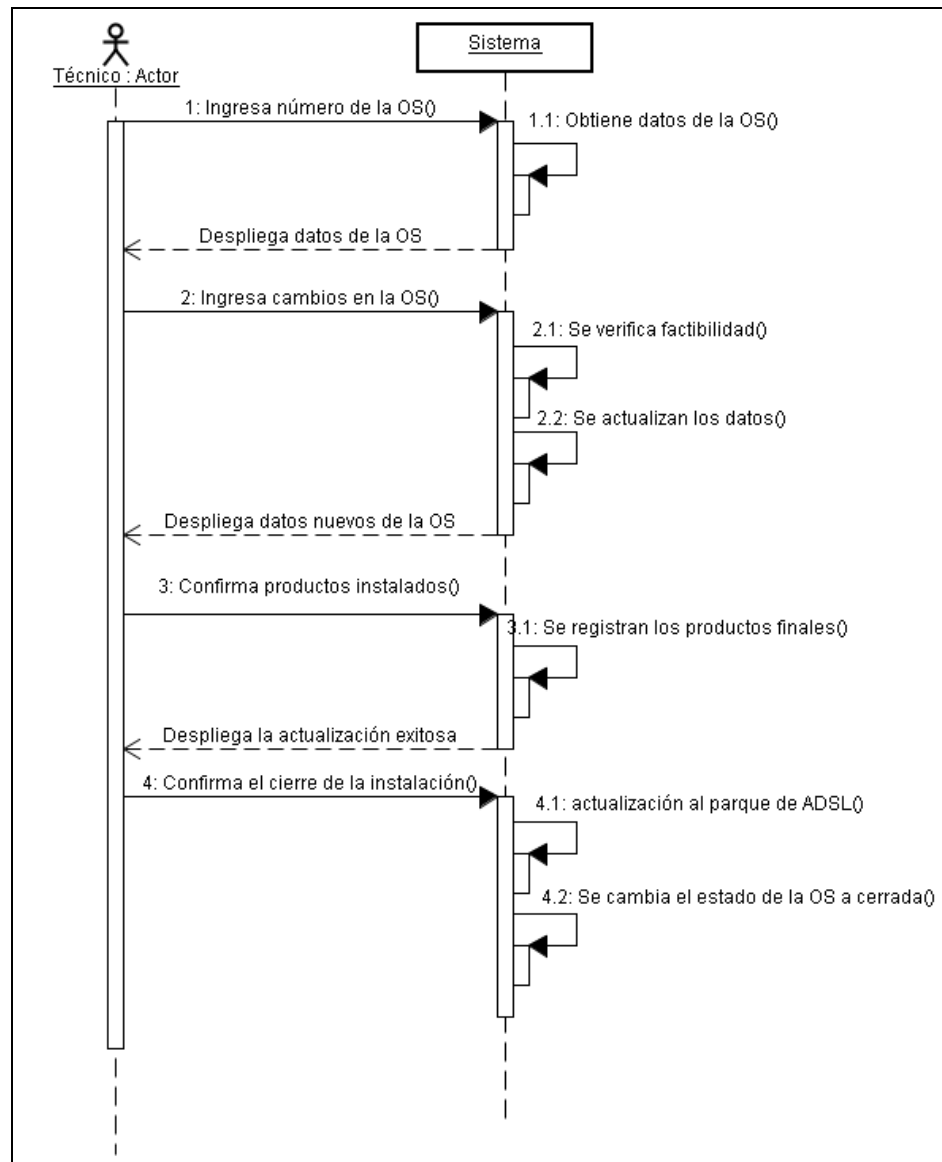 Sistema
Técnico : Actor
1: Ingresa número de la OS()
1.1: Obtiene datos de la OS()
Despliega datos de la OS
2: Ingresa cambios en la OS()
2.1: Se verifica factibilidad()
2.2: Se actualizan los datos()
Despliega datos nuevos de la OS
3: Confirma productos instalados()
3.1: Se registran los productos finales()
Despliega la actualización exitosa
4: Confirma el cierre de la instalación()
4.1: actualización al parque de ADSL()
4.2: Se cambia el estado de la OS a cerrada()